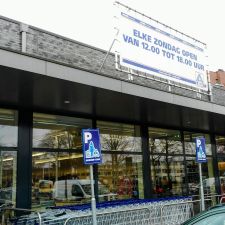 ELKE ZONDAG OPEN
VAN 12.00 TOT 18.00 UUR
P
P